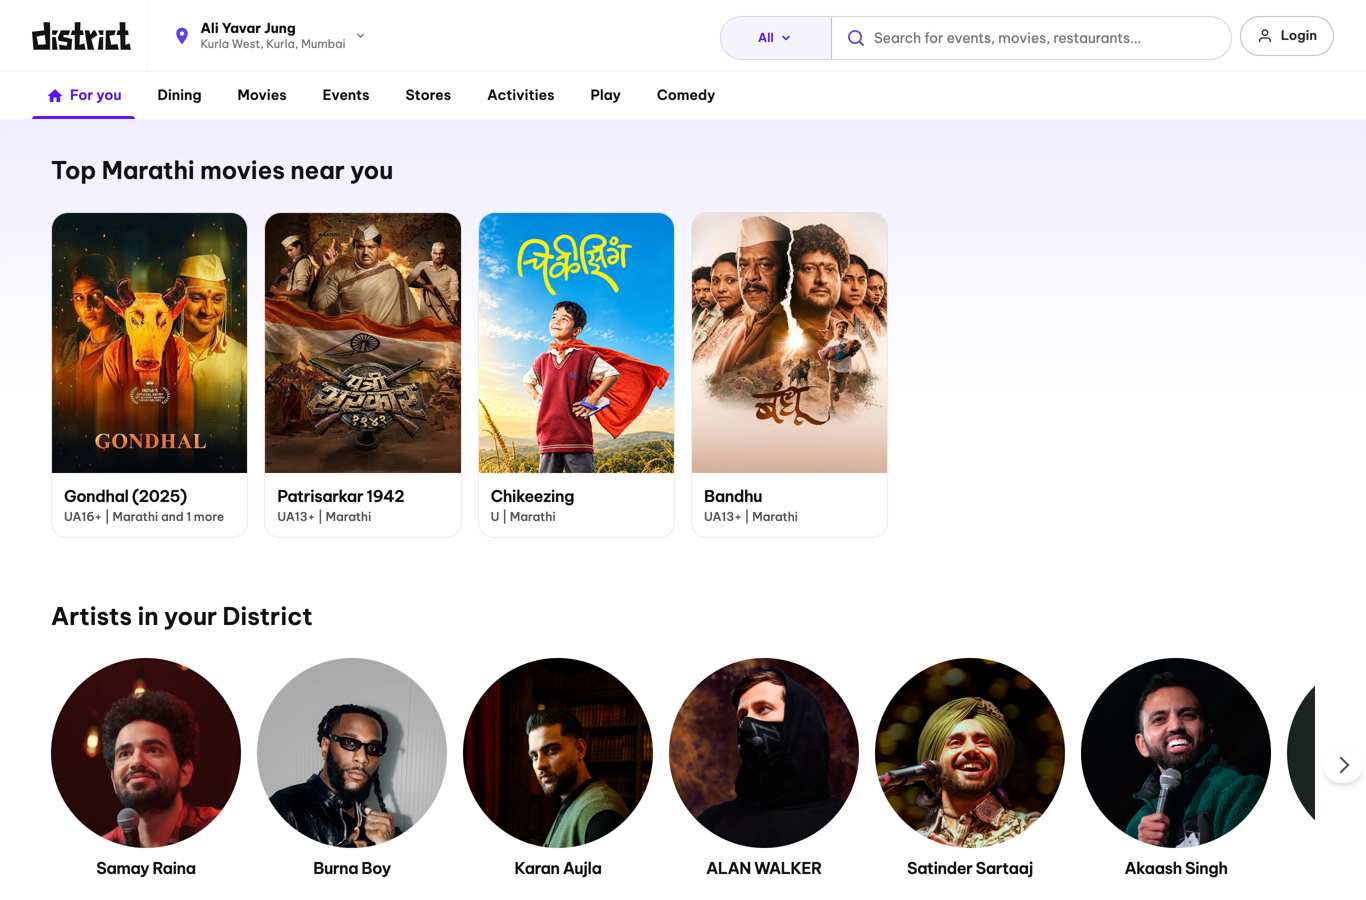 district
Ali Yavar Jung
Kurla West, Kurla, Mumbai
All
Search for events, movies, restaurants...
Login
For you
Dining
Movies
Events
Stores
Activities
Play
Comedy
Top Marathi movies near you
GONDHAL
पत्री
सरकार
१९४२
चिकीझिंग
बंधू
Gondhal (2025)
UA16+ | Marathi and 1 more
Patrisarkar 1942
UA13+ | Marathi
Chikeezing
U | Marathi
Bandhu
UA13+ | Marathi
Artists in your District
Samay Raina
Burna Boy
Karan Aujla
ALAN WALKER
Satinder Sartaaj
Akaash Singh